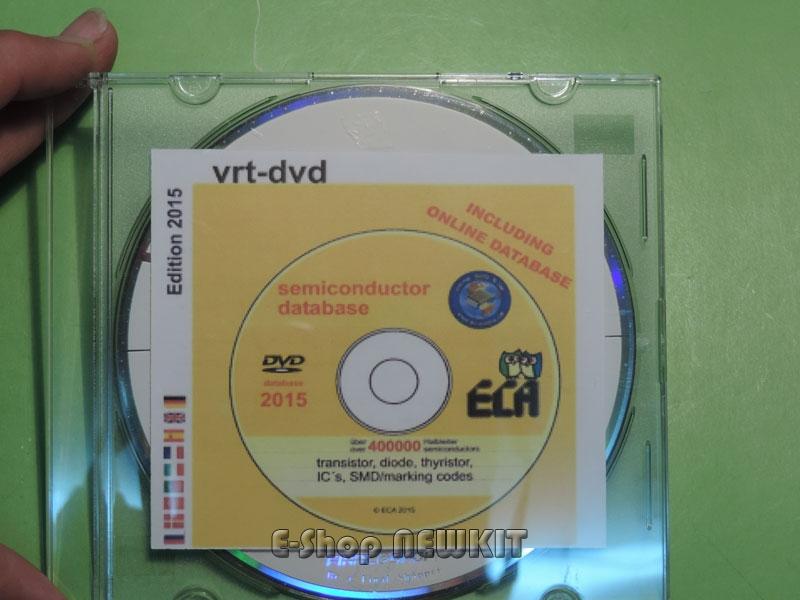 vrt-dvd
Edition 2015
INCLUDING
ONLINE DATABASE
semiconductor
database
DVD
database
2015
ECA
über
over 400000 Halbleiter
semiconductors
transistor, diode, thyristor,
IC´s, SMD/marking codes
© ECA 2015
E-Shop NEWKIT